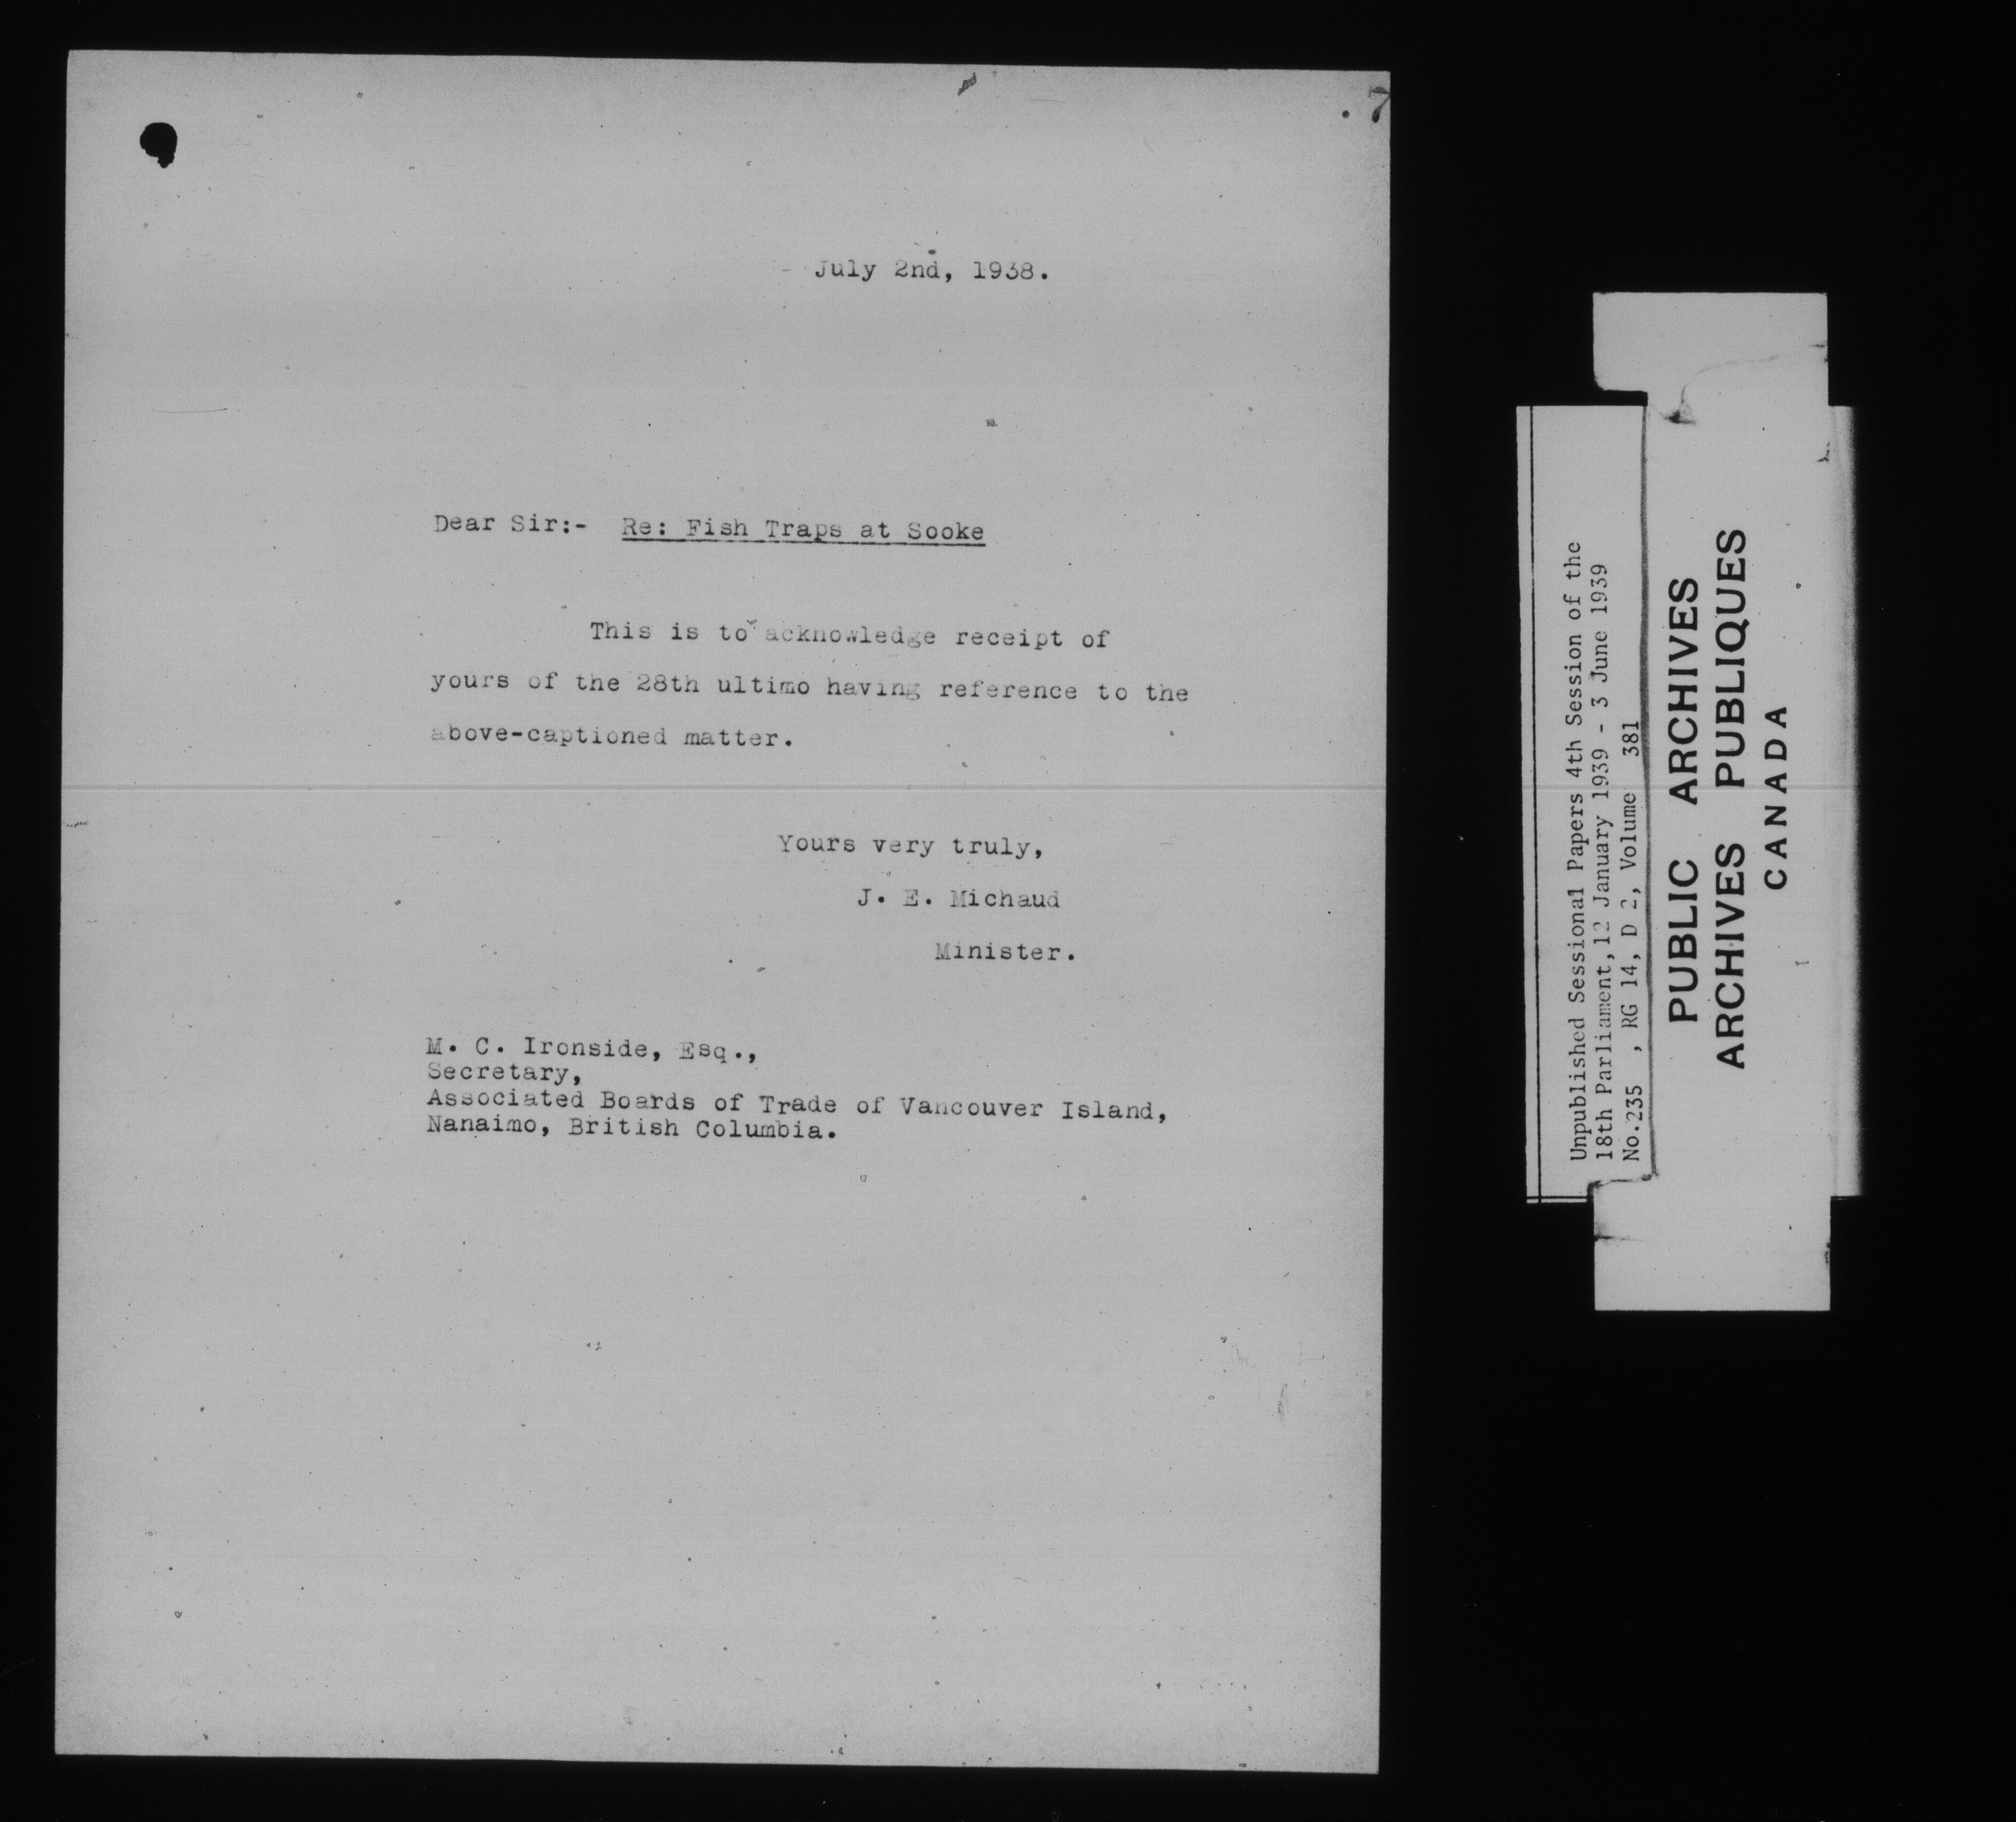 . 7
July 2nd, 1938.
Dear Sir:- Re: Fish Traps at Sooke
This is to acknowledge receipt of
yours of the 28th ultimo having reference to the
above-captioned matter.
Yours very truly,
J. E. Michaud
Minister.
M. C. Ironside, Esq.,
Secretary,
Associated Boards of Trade of Vancouver Island,
Nanaimo, British Columbia.
Unpublished Sessional Papers 4th Session of the
18th Parliament, 12 January 1939 - 3 June 1939
No.235 , RG 14, D 2, Volume 381
PUBLIC ARCHIVES
ARCHIVES PUBLIQUES
CANADA